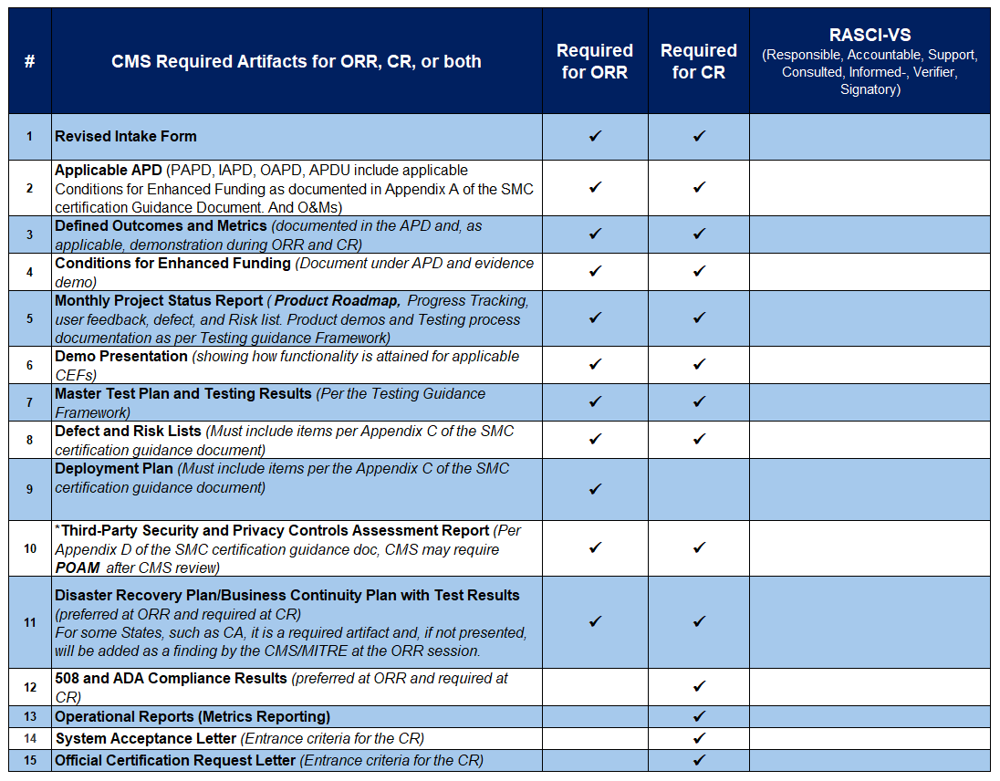 #
CMS Required Artifacts for ORR, CR, or both
Required
for ORR
Required
for CR
RASCI-VS
(Responsible, Accountable, Support,
Consulted, Informed-, Verifier,
Signatory)
1
Revised Intake Form
✓
✓
2
Applicable APD (PAPD, IAPD, OAPD, APDU include applicable
Conditions for Enhanced Funding as documented in Appendix A of the SMC
certification Guidance Document. And O&Ms)
✓
✓
3
Defined Outcomes and Metrics (documented in the APD and, as
applicable, demonstration during ORR and CR)
✓
✓
4
Conditions for Enhanced Funding (Document under APD and evidence
demo)
✓
✓
5
Monthly Project Status Report ( Product Roadmap, Progress Tracking,
user feedback, defect, and Risk list. Product demos and Testing process
documentation as per Testing guidance Framework)
✓
✓
6
Demo Presentation (showing how functionality is attained for applicable
CEFs)
✓
✓
7
Master Test Plan and Testing Results (Per the Testing Guidance
Framework)
✓
✓
8
Defect and Risk Lists (Must include items per Appendix C of the SMC
certification guidance document)
✓
✓
9
Deployment Plan (Must include items per the Appendix C of the SMC
certification guidance document)
✓
10
*Third-Party Security and Privacy Controls Assessment Report (Per
Appendix D of the SMC certification guidance doc, CMS may require
POAM after CMS review)
✓
✓
11
Disaster Recovery Plan/Business Continuity Plan with Test Results
(preferred at ORR and required at CR)
For some States, such as CA, it is a required artifact and, if not presented,
will be added as a finding by the CMS/MITRE at the ORR session.
✓
✓
12
508 and ADA Compliance Results (preferred at ORR and required at
CR)
✓
13
Operational Reports (Metrics Reporting)
✓
14
System Acceptance Letter (Entrance criteria for the CR)
✓
15
Official Certification Request Letter (Entrance criteria for the CR)
✓